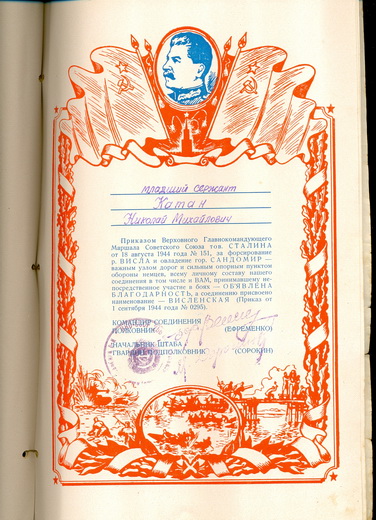 младший сержант
Катан
Николай Михайлович
Приказом Верховного Главнокомандующего
Маршала Советского Союза тов. СТАЛИНА
от 18 августа 1944 года № 151, за форсирование
р. ВИСЛА и овладение гор. САНДОМИР —
важным узлом дорог и сильным опорным пунктом
обороны немцев, всему личному составу нашего
соединения в том числе и ВАМ, принимавшему не-
посредственное участие в боях — ОБЪЯВЛЕНА
БЛАГОДАРНОСТЬ, а соединению присвоено
наименование — ВИСЛЕНСКАЯ (Приказ от
1 сентября 1944 года № 0295).
КОМАНДИР СОЕДИНЕНИЯ
ПОЛКОВНИК (ЕФРЕМЕНКО)
НАЧАЛЬНИК ШТАБА
ГВАРДИИ ПОДПОЛКОВНИК (СОРОКИН)